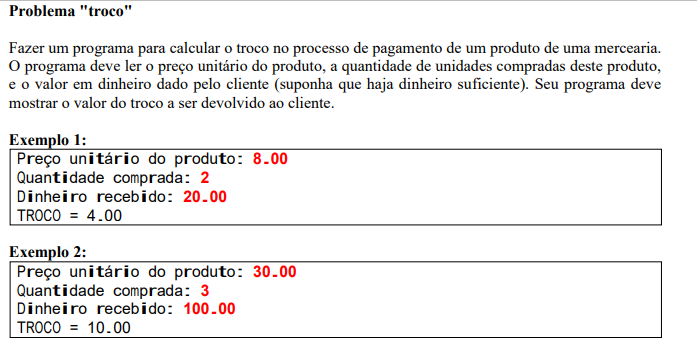 Problema "troco"
Fazer um programa para calcular o troco no processo de pagamento de um produto de uma mercearia.
O programa deve ler o preço unitário do produto, a quantidade de unidades compradas deste produto,
e o valor em dinheiro dado pelo cliente (suponha que haja dinheiro suficiente). Seu programa deve
mostrar o valor do troco a ser devolvido ao cliente.
Exemplo 1:
Preço unitário do produto: 8.00
Quantidade comprada: 2
Dinheiro recebido: 20.00
TROCO = 4.00
Exemplo 2:
Preço unitário do produto: 30.00
Quantidade comprada: 3
Dinheiro recebido: 100.00
TROCO = 10.00